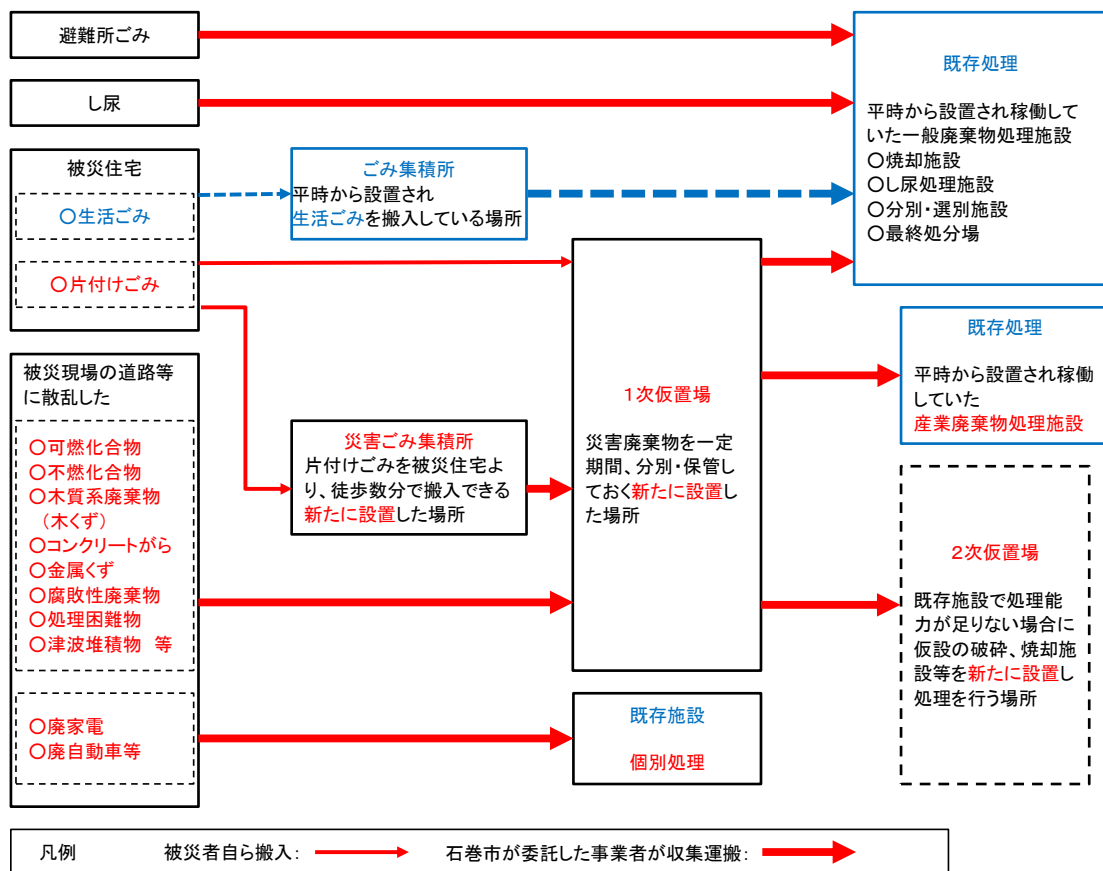 避難所ごみ
し尿
被災住宅
〇生活ごみ
〇片付けごみ
ごみ集積所
平時から設置され
生活ごみを搬入している場所
既存処理
平時から設置され稼働して
いた一般廃棄物処理施設
〇焼却施設
〇し尿処理施設
〇分別・選別施設
〇最終処分場
被災現場の道路等
に散乱した
〇可燃化合物
〇不燃化合物
〇木質系廃棄物
（木くず）
〇コンクリートがら
〇金属くず
〇腐敗性廃棄物
〇処理困難物
〇津波堆積物 等
〇廃家電
〇廃自動車等
災害ごみ集積所
片付けごみを被災住宅よ
り、徒歩数分で搬入できる
新たに設置した場所
１次仮置場
災害廃棄物を一定
期間、分別・保管し
ておく新たに設置し
た場所
既存施設
個別処理
既存処理
平時から設置され稼働
していた
産業廃棄物処理施設
２次仮置場
既存施設で処理能
力が足りない場合に
仮設の破砕、焼却施
設等を新たに設置し
処理を行う場所
凡例 被災者自ら搬入： 石巻市が委託した事業者が収集運搬：